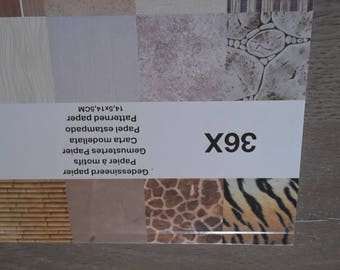 36X
Gedessineerd papier
Papier à motifs
Gemustertes Papier
Carta modellata
Papel estampado
Patterned paper
14,5x14,5CM